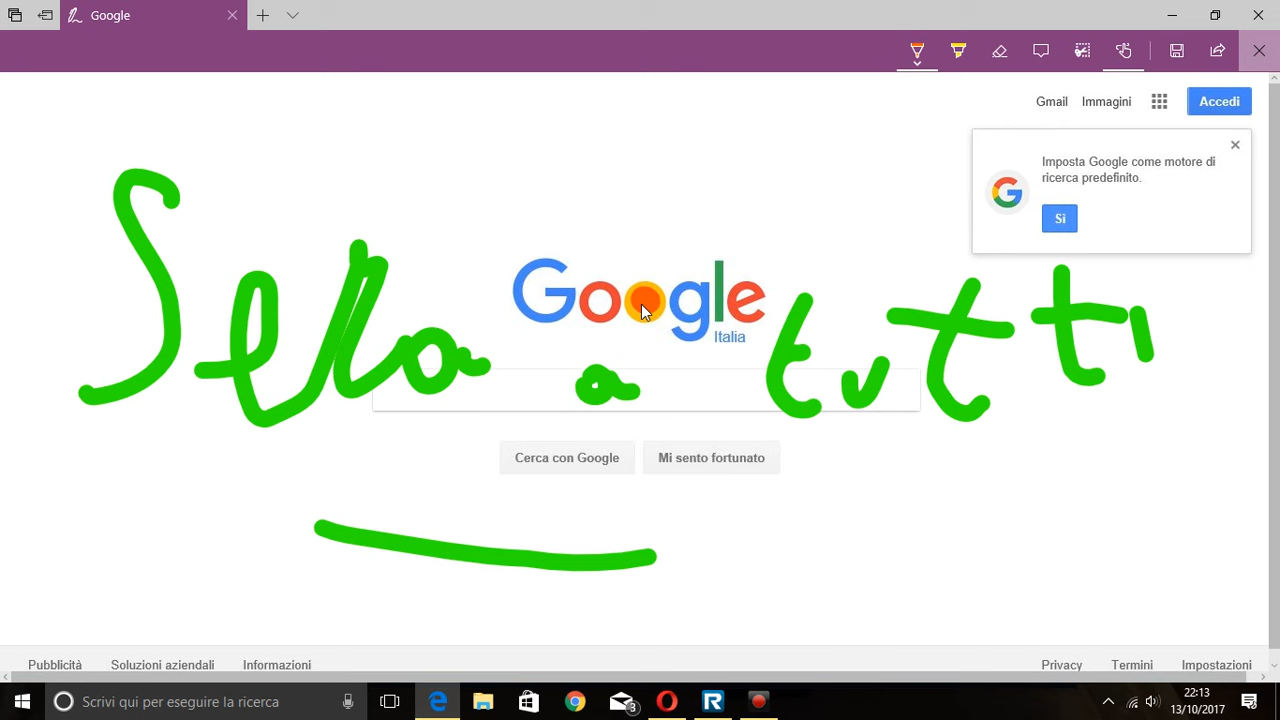 Google
Gmail Immagini Accedi
Imposta Google come motore di
ricerca predefinito.
Sì
Google
Italia
Sera a tutti
Cerca con Google Mi sento fortunato
Pubblicità Soluzioni aziendali Informazioni Privacy Termini Impostazioni
Scrivi qui per eseguire la ricerca
3
22:13
13/10/2017